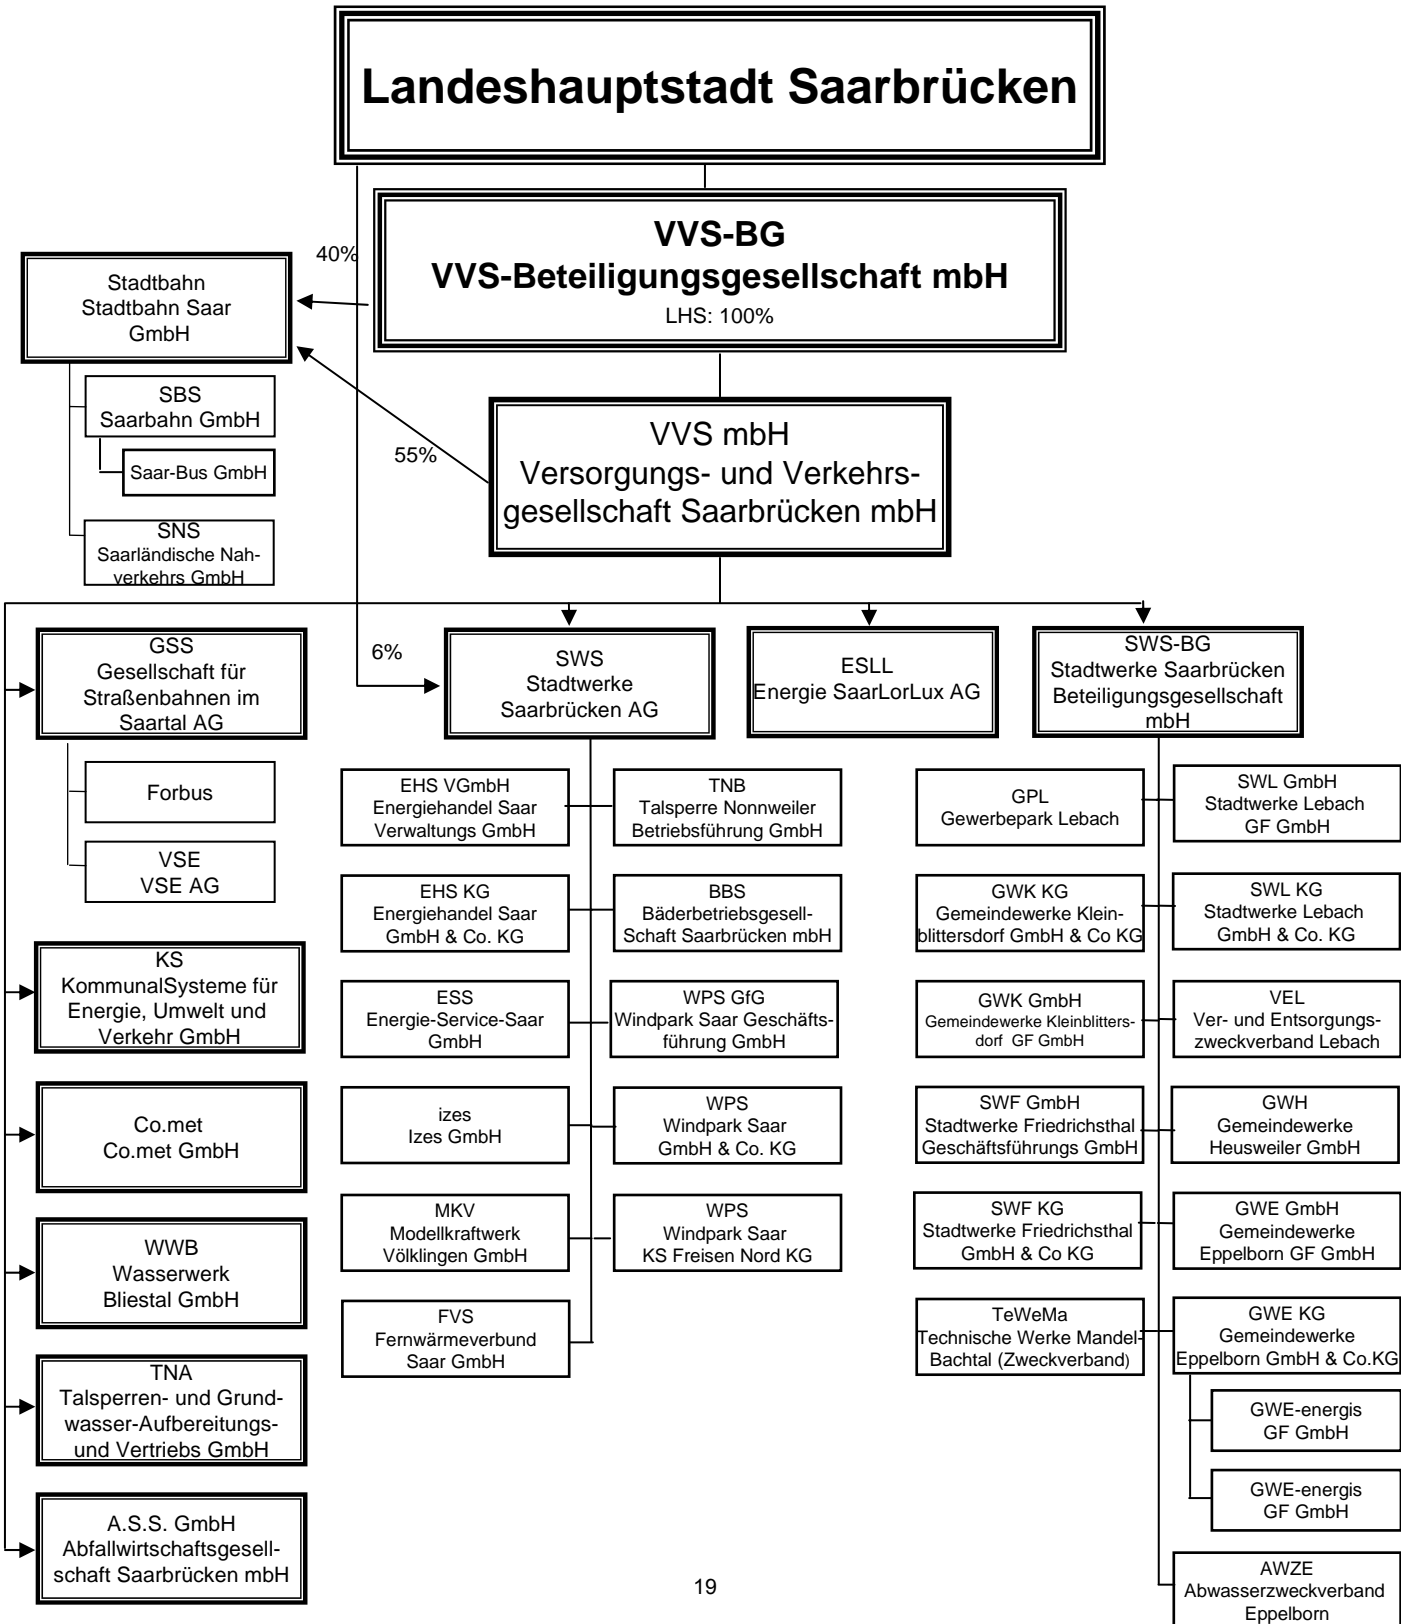 Landeshauptstadt Saarbrücken
VVS-BG
VVS-Beteiligungsgesellschaft mbH
LHS: 100%
40%
Stadtbahn
Stadtbahn Saar
GmbH
SBS
Saarbahn GmbH
Saar-Bus GmbH
SNS
Saarländische Nah-
verkehrs GmbH
55%
VVS mbH
Versorgungs- und Verkehrs-
gesellschaft Saarbrücken mbH
6%
GSS
Gesellschaft für
Straßenbahnen im
Saartal AG
Forbus
VSE
VSE AG
KS
KommunalSysteme für
Energie, Umwelt und
Verkehr GmbH
Co.met
Co.met GmbH
WWB
Wasserwerk
Bliestal GmbH
TNA
Talsperren- und Grund-
wasser-Aufbereitungs-
und Vertriebs GmbH
A.S.S. GmbH
Abfallwirtschaftsgesell-
schaft Saarbrücken mbH
SWS
Stadtwerke
Saarbrücken AG
EHS VGmbH
Energiehandel Saar
Verwaltungs GmbH
TNB
Talsperre Nonnweiler
Betriebsführung GmbH
EHS KG
Energiehandel Saar
GmbH & Co. KG
BBS
Bäderbetriebsgesell-
Schaft Saarbrücken mbH
ESS
Energie-Service-Saar
GmbH
WPS GfG
Windpark Saar Geschäfts-
führung GmbH
izes
Izes GmbH
WPS
Windpark Saar
GmbH & Co. KG
MKV
Modellkraftwerk
Völklingen GmbH
WPS
Windpark Saar
KS Freisen Nord KG
FVS
Fernwärmeverbund
Saar GmbH
ESLL
Energie SaarLorLux AG
SWS-BG
Stadtwerke Saarbrücken
Beteiligungsgesellschaft
mbH
GPL
Gewerbepark Lebach
SWL GmbH
Stadtwerke Lebach
GF GmbH
GWK KG
Gemeindewerke Klein-
blittersdorf GmbH & Co KG
SWL KG
Stadtwerke Lebach
GmbH & Co. KG
GWK GmbH
Gemeindewerke Kleinblitters-
dorf GF GmbH
VEL
Ver- und Entsorgungs-
zweckverband Lebach
SWF GmbH
Stadtwerke Friedrichsthal
Geschäftsführungs GmbH
GWH
Gemeindewerke
Heusweiler GmbH
SWF KG
Stadtwerke Friedrichsthal
GmbH & Co KG
GWE GmbH
Gemeindewerke
Eppelborn GF GmbH
TeWeMa
Technische Werke Mandel-
Bachtal (Zweckverband)
GWE KG
Gemeindewerke
Eppelborn GmbH & Co.KG
GWE-energis
GF GmbH
GWE-energis
GF GmbH
AWZE
Abwasserzweckverband
Eppelborn
19